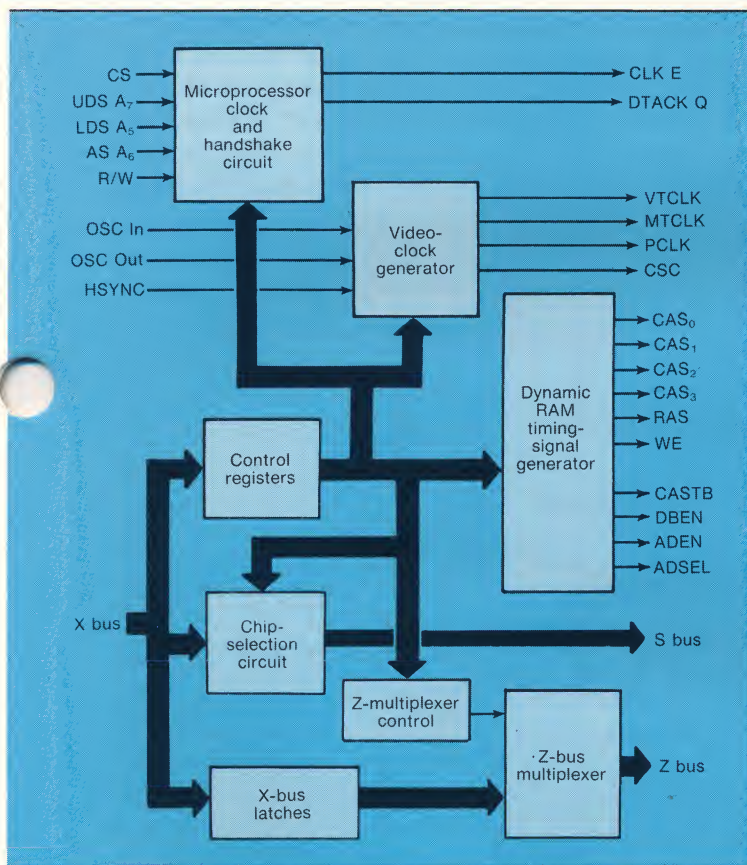 CS
UDS A₇
LDS A₅
AS A₆
R/W
Microprocessor
clock
and
handshake
circuit
CLK E
DTACK Q
OSC In
OSC Out
HSYNC
Video-
clock
generator
VTCLK
MTCLK
PCLK
CSC
Dynamic
RAM
timing-
signal
generator
CAS₀
CAS₁
CAS₂
CAS₃
RAS
WE
CASTB
DBEN
ADEN
ADSEL
Control
registers
X bus
Chip-
selection
circuit
S bus
Z-multiplexer
control
Z-bus
multiplexer
Z bus
X-bus
latches